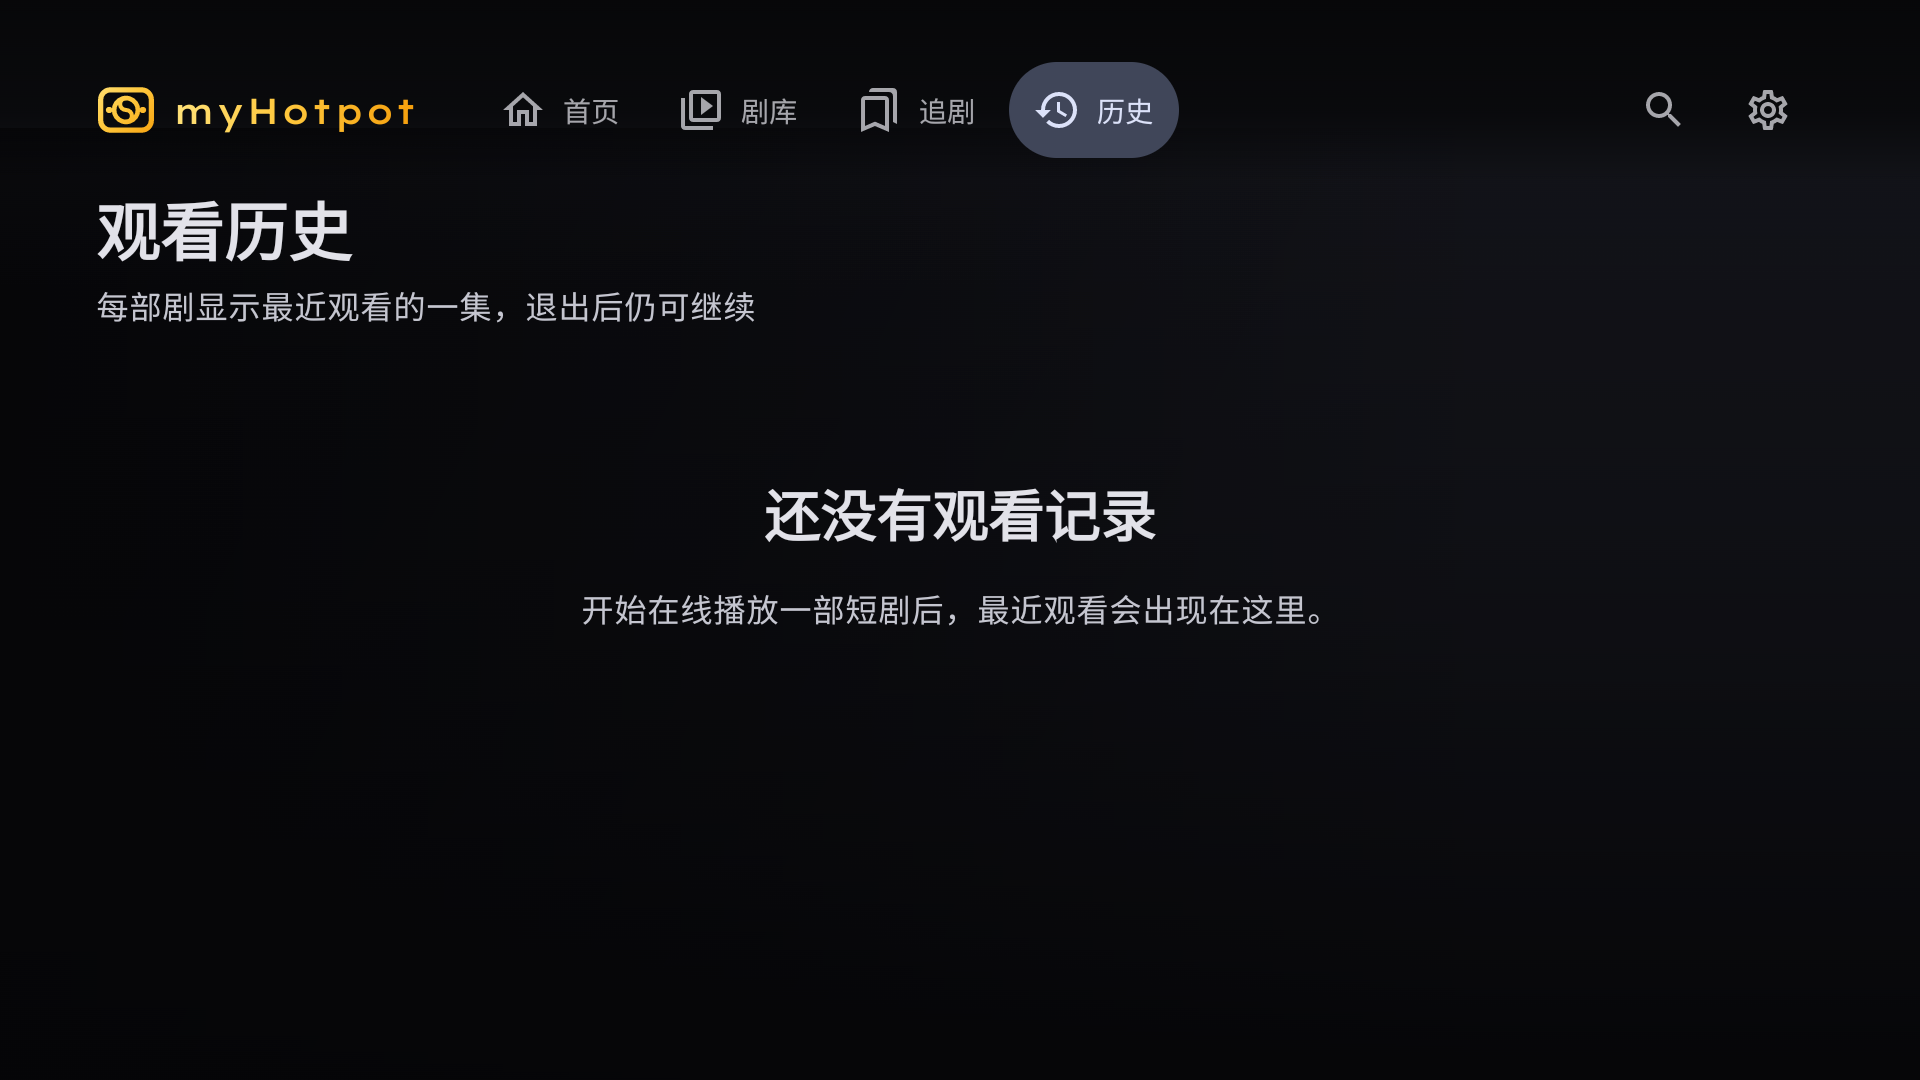 myHotpot 首页 剧库 追剧 历史
观看历史
每部剧显示最近观看的一集，退出后仍可继续
还没有观看记录
开始在线播放一部短剧后，最近观看会出现在这里。